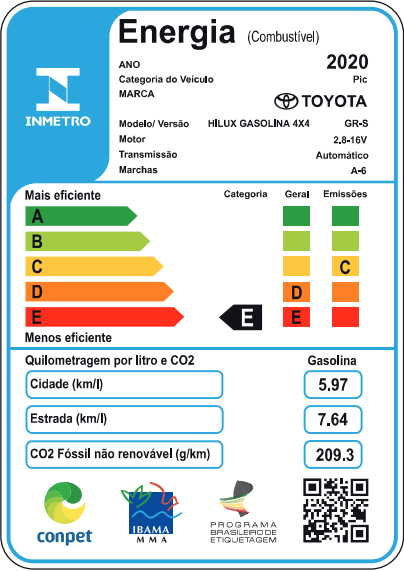 Energia (Combustível)
ANO 2020
Categoria do Veículo Pic
MARCA TOYOTA
INMETRO
Modelo/ Versão HILUX GASOLINA 4X4 GR-S
Motor 2.8-16V
Transmissão Automático
Marchas A-6
Mais eficiente Categoria Geral Emissões
A
B
C C
D D
E E E
Menos eficiente
Quilometragem por litro e CO2 Gasolina
Cidade (km/l) 5.97
Estrada (km/l) 7.64
CO2 Fóssil não renovável (g/km) 209.3
conpet
IBAMA
MMA
PROGRAMA
BRASILEIRO DE
ETIQUETAGEM